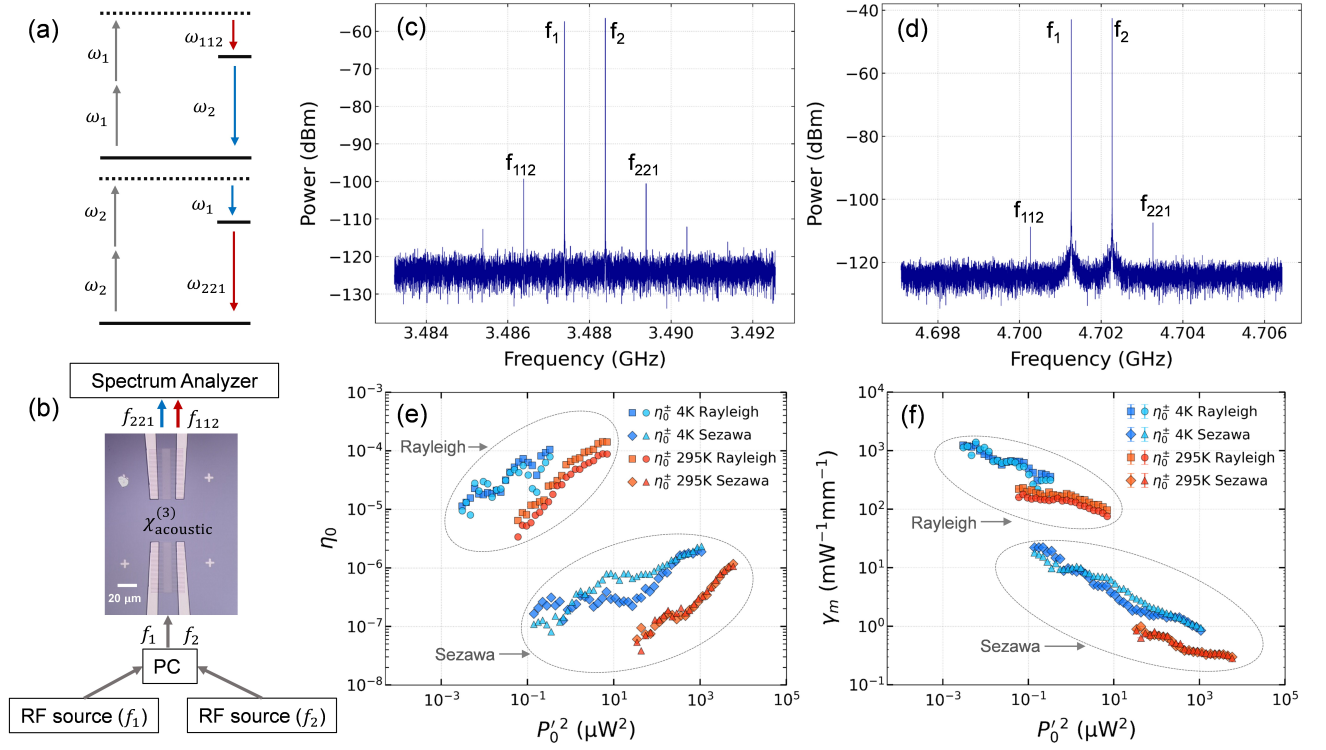 (a)
ω₁
ω₁₁₂
ω₁
ω₂
ω₂
ω₁
ω₂
ω₂₂₁
(b)
Spectrum Analyzer
f₂₂₁
f₁₁₂
χ⁽³⁾acoustic
20 μm
f₁
f₂
PC
RF source (f₁)
RF source (f₂)
(c)
f₁
f₂
f₁₁₂
f₂₂₁
Power (dBm)
−60
−70
−80
−90
−100
−110
−120
−130
3.484
3.486
3.488
3.490
3.492
Frequency (GHz)
(d)
f₁
f₂
f₁₁₂
f₂₂₁
Power (dBm)
−40
−60
−80
−100
−120
4.698
4.700
4.702
4.704
4.706
Frequency (GHz)
(e)
η₀
10⁻³
10⁻⁴
10⁻⁵
10⁻⁶
10⁻⁷
10⁻⁸
Rayleigh
Sezawa
η₀± 4K Rayleigh
η₀± 4K Sezawa
η₀± 295K Rayleigh
η₀± 295K Sezawa
10⁻³
10⁻¹
10¹
10³
10⁵
P₀′² (μW²)
(f)
γₘ (mW⁻¹mm⁻¹)
10⁴
10³
10²
10¹
10⁰
10⁻¹
Rayleigh
Sezawa
η₀± 4K Rayleigh
η₀± 4K Sezawa
η₀± 295K Rayleigh
η₀± 295K Sezawa
10⁻³
10⁻¹
10¹
10³
10⁵
P₀′² (μW²)